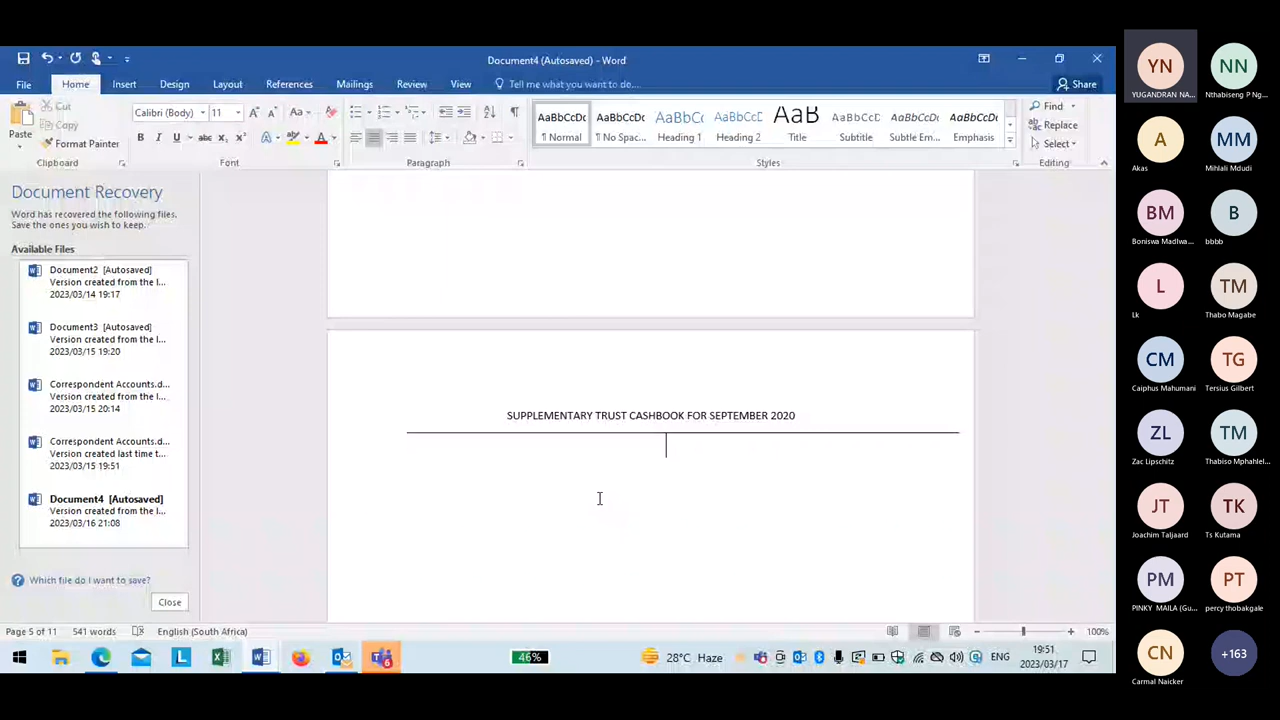 Document4 (Autosaved) - Word
File
Home
Insert
Design
Layout
References
Mailings
Review
View
Tell me what you want to do...
Share
Paste
Cut
Copy
Format Painter
Clipboard
Calibri (Body)
11
Font
Paragraph
AaBbCcDc
¶ Normal
AaBbCcDc
¶ No Spac...
AaBbCc
Heading 1
AaBbCcD
Heading 2
AaB
Title
AaBbCcD
Subtitle
AaBbCcDc
Subtle Em...
AaBbCcDc
Emphasis
Styles
Find
Replace
Select
Editing
Document Recovery
Word has recovered the following files.
Save the ones you wish to keep.
Available Files
Document2 [Autosaved]
Version created from the l...
2023/03/14 19:17
Document3 [Autosaved]
Version created from the l...
2023/03/15 19:20
Correspondent Accounts.d...
Version created from the l...
2023/03/15 20:14
Correspondent Accounts.d...
Version created last time t...
2023/03/15 19:51
Document4 [Autosaved]
Version created from the l...
2023/03/16 21:08
Which file do I want to save?
Close
SUPPLEMENTARY TRUST CASHBOOK FOR SEPTEMBER 2020
Page 5 of 11
541 words
English (South Africa)
100%
46%
28°C Haze
ENG
19:51
2023/03/17
YN
YUGANDRAN NA...
NN
Nthabiseng P Ng...
A
Akas
MM
Mihlali Mdudi
BM
Boniswa Madlwa...
B
bbbb
L
Lk
TM
Thabo Magabe
CM
Caiphus Mahumani
TG
Tersius Gilbert
ZL
Zac Lipschitz
TM
Thabiso Mphahlel...
JT
Joachim Taljaard
TK
Ts Kutama
PM
PINKY MAILA (Gu...
PT
percy thobakgale
CN
Carmal Naicker
+163